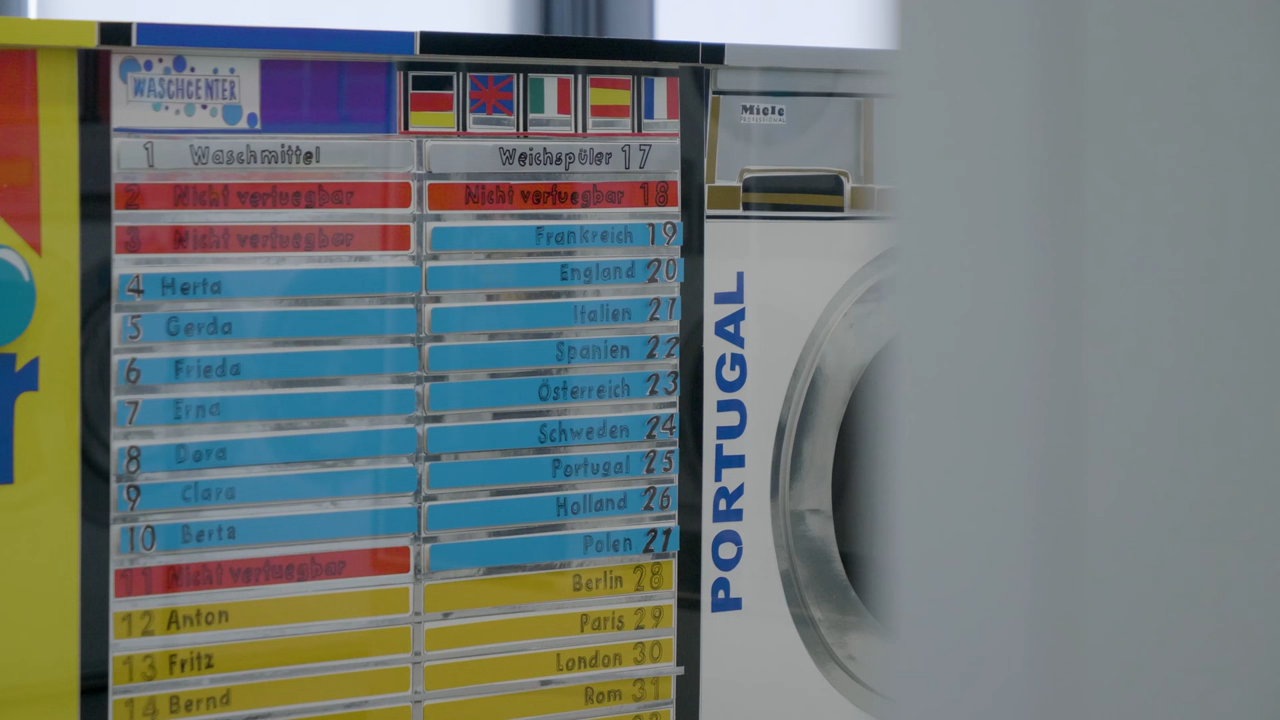 WASCHCENTER
1 Waschmittel
2 Nicht verfuegbar
3 Nicht verfuegbar
4 Herta
5 Gerda
6 Frieda
7 Erna
8 Dora
9 Clara
10 Berta
11 Nicht verfuegbar
12 Anton
13 Fritz
14 Bernd
Weichspüler 17
Nicht verfuegbar 18
Frankreich 19
England 20
Italien 21
Spanien 22
Österreich 23
Schweden 24
Portugal 25
Holland 26
Polen 21
Berlin 28
Paris 29
London 30
Rom 31
Miele
PROFESSIONAL
PORTUGAL